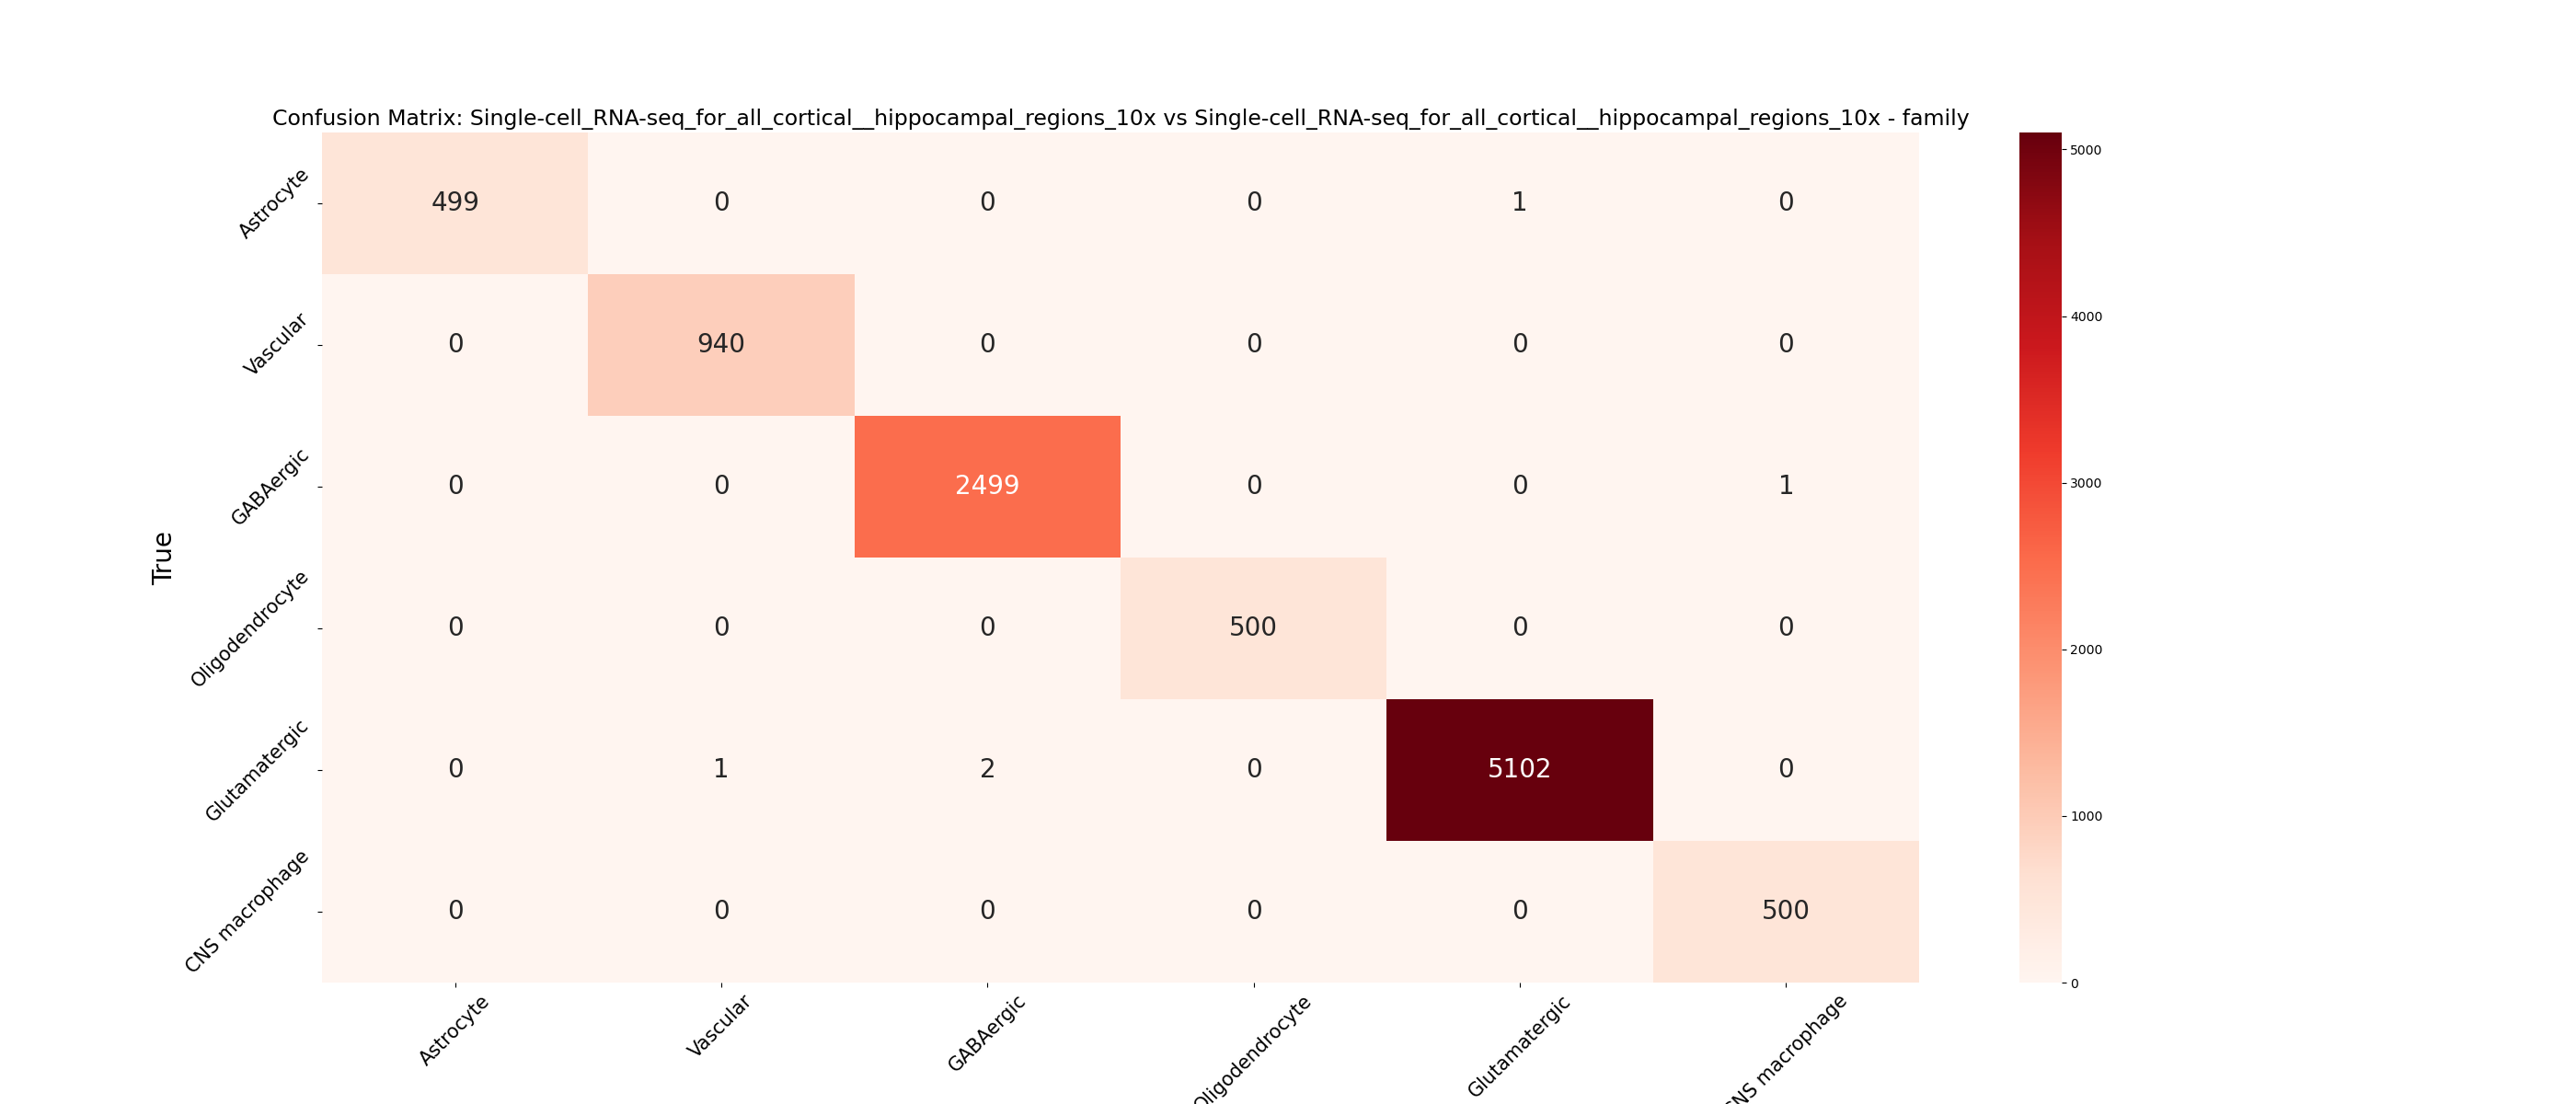 Confusion Matrix: Single-cell_RNA-seq_for_all_cortical__hippocampal_regions_10x vs Single-cell_RNA-seq_for_all_cortical__hippocampal_regions_10x - family
True
Astrocyte 499 0 0 0 1 0
Vascular 0 940 0 0 0 0
GABAergic 0 0 2499 0 0 1
Oligodendrocyte 0 0 0 500 0 0
Glutamatergic 0 1 2 0 5102 0
CNS macrophage 0 0 0 0 0 500
Astrocyte Vascular GABAergic Oligodendrocyte Glutamatergic CNS macrophage
5000
4000
3000
2000
1000
0